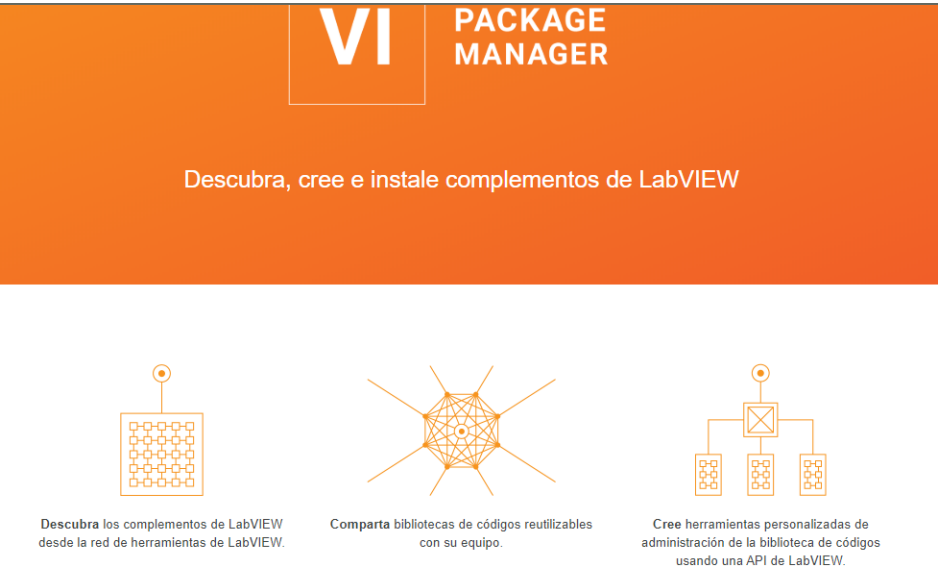 VI
PACKAGE
MANAGER
Descubra, cree e instale complementos de LabVIEW
Descubra los complementos de LabVIEW
desde la red de herramientas de LabVIEW.
Comparta bibliotecas de códigos reutilizables
con su equipo.
Cree herramientas personalizadas de
administración de la biblioteca de códigos
usando una API de LabVIEW.